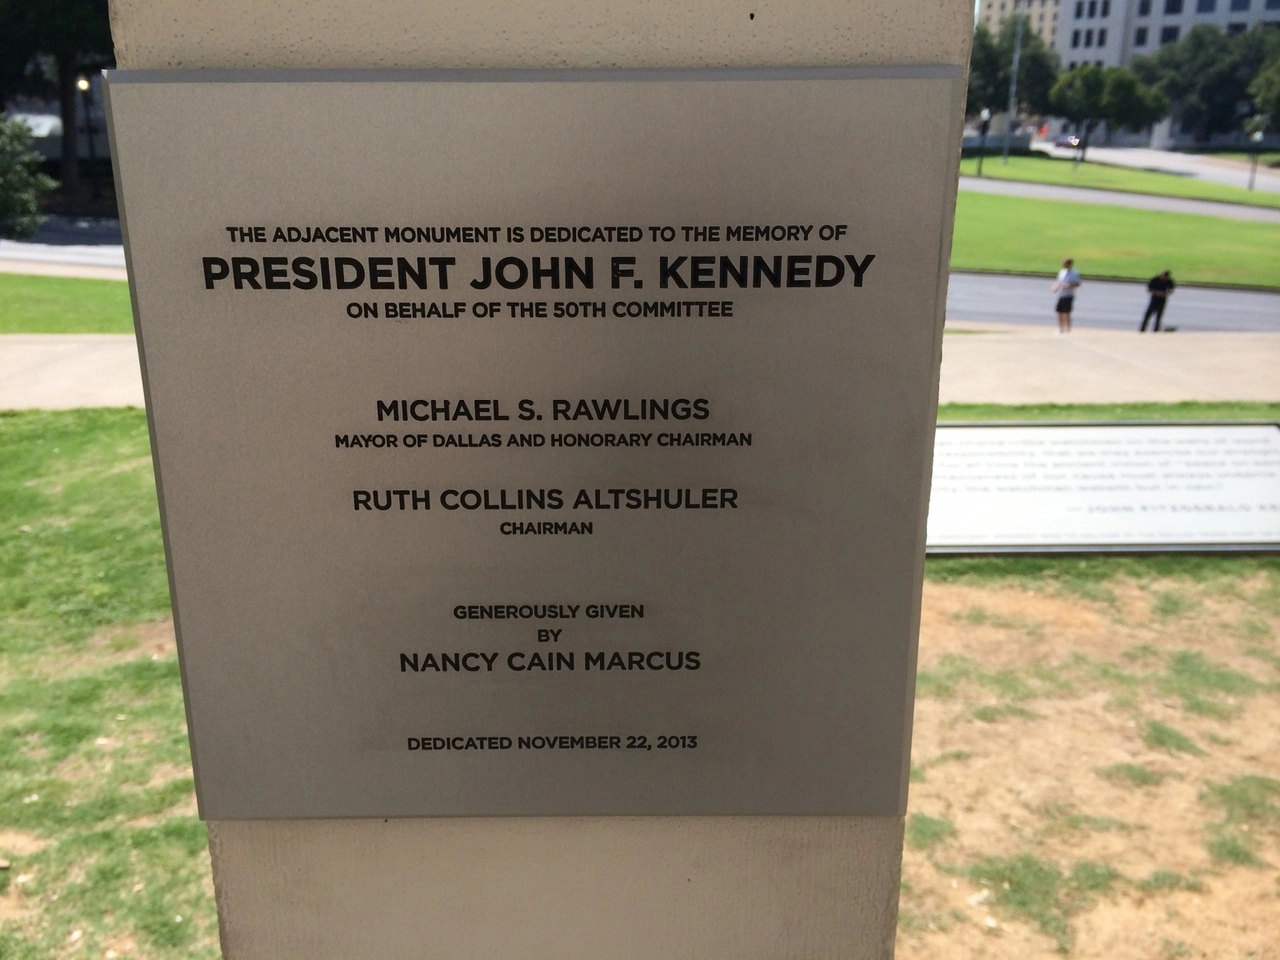 THE ADJACENT MONUMENT IS DEDICATED TO THE MEMORY OF
PRESIDENT JOHN F. KENNEDY
ON BEHALF OF THE 50TH COMMITTEE
MICHAEL S. RAWLINGS
MAYOR OF DALLAS AND HONORARY CHAIRMAN
RUTH COLLINS ALTSHULER
CHAIRMAN
GENEROUSLY GIVEN
BY
NANCY CAIN MARCUS
DEDICATED NOVEMBER 22, 2013
— JOHN FITZGERALD